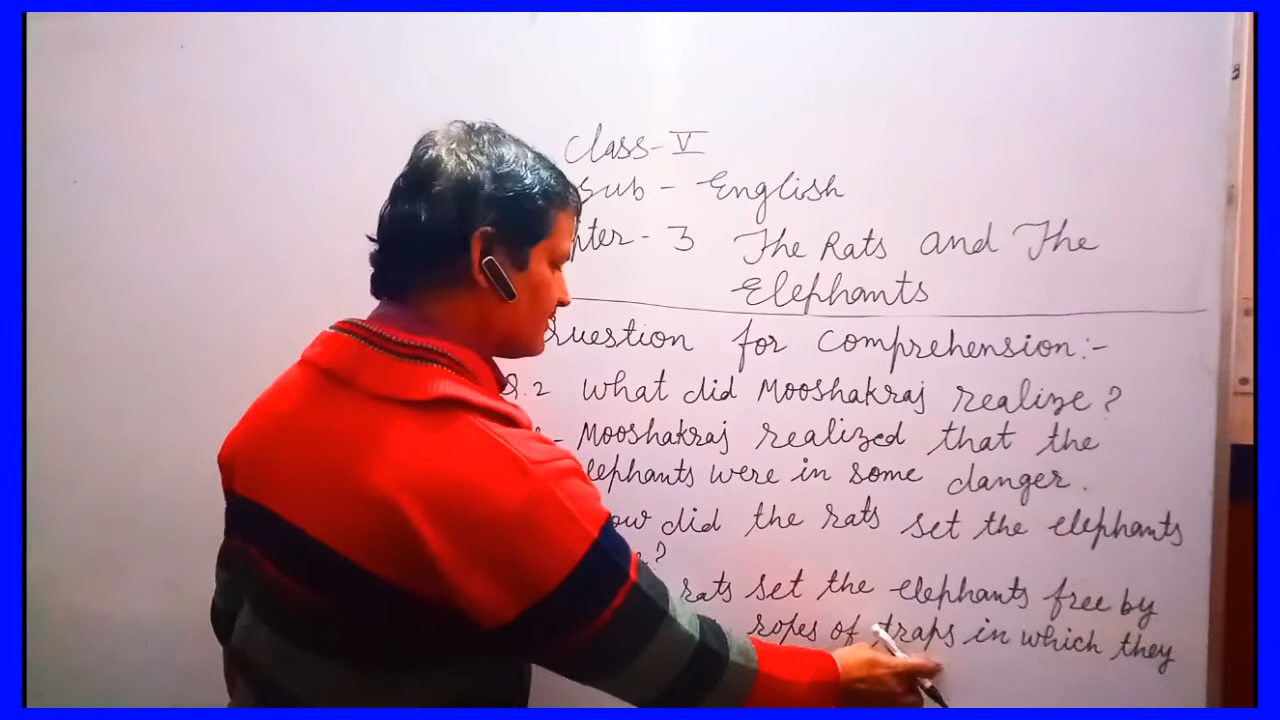 Class - V
Sub - English
pter - 3 The Rats and The
Elephants
Question for Comprehension:-
Q.2 What did Mooshakraj realize?
- Mooshakraj realized that the
lephants were in some danger.
ow did the rats set the elephants
?
rats set the elephants free by
ropes of traps in which they